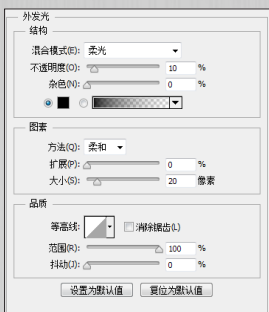 外发光
结构
混合模式(E): 柔光
不透明度(O): 10 %
杂色(N): 0 %
图素
方法(Q): 柔和
扩展(P): 0 %
大小(S): 20 像素
品质
等高线: 消除锯齿(L)
范围(R): 100 %
抖动(J): 0 %
设置为默认值 复位为默认值